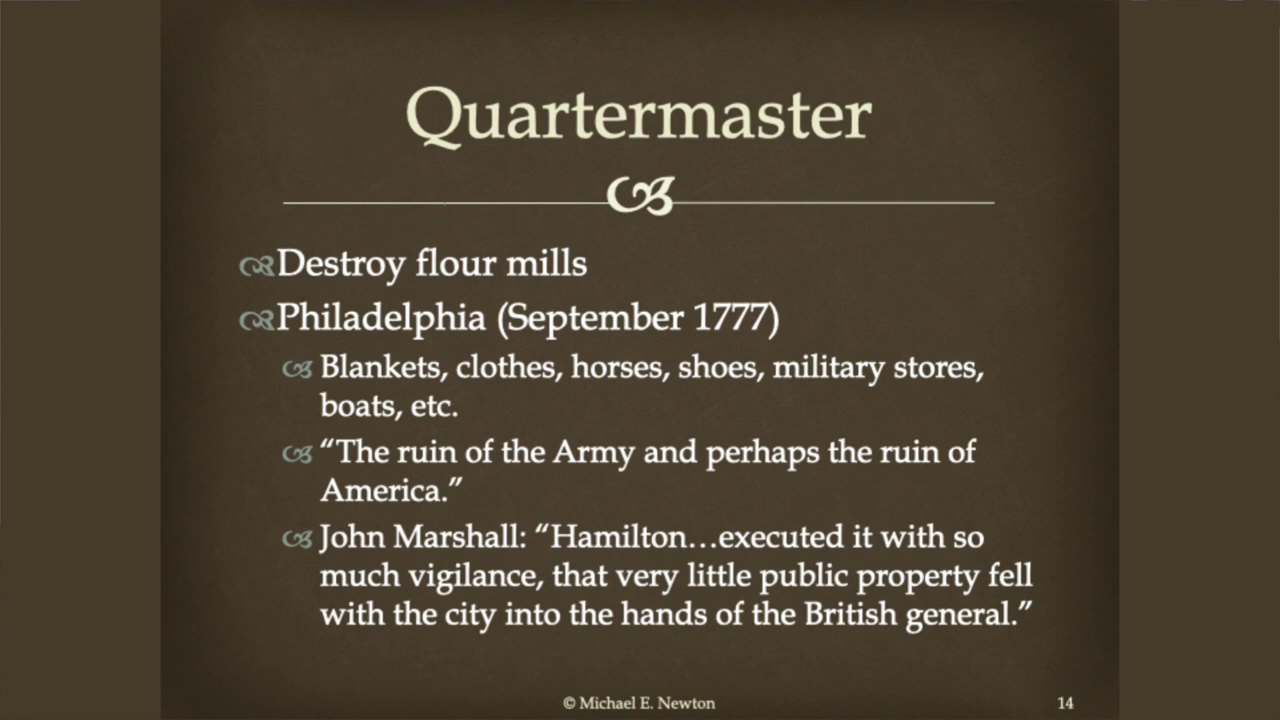 Quartermaster
Destroy flour mills
Philadelphia (September 1777)
Blankets, clothes, horses, shoes, military stores,
boats, etc.
“The ruin of the Army and perhaps the ruin of
America.”
John Marshall: “Hamilton…executed it with so
much vigilance, that very little public property fell
with the city into the hands of the British general.”
© Michael E. Newton
14